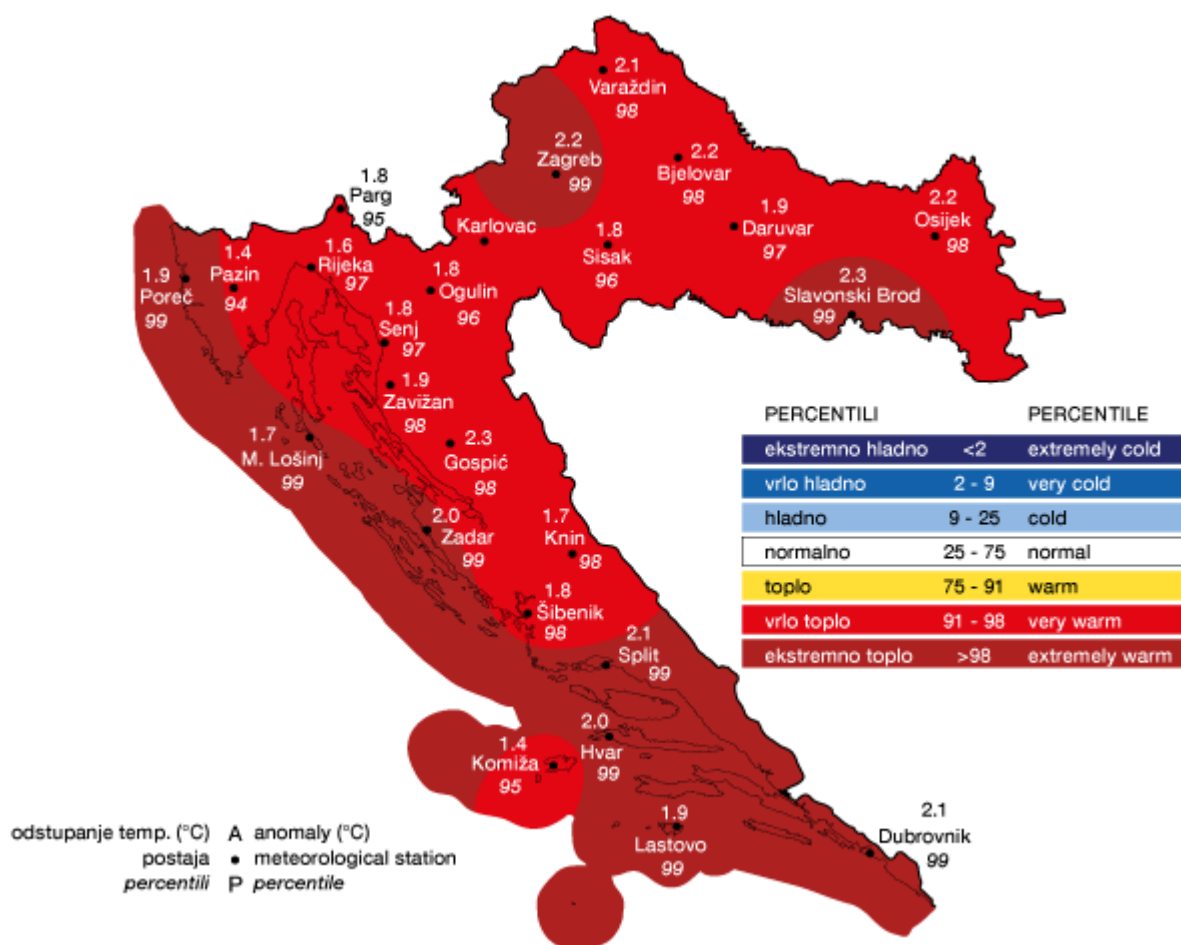 2.1
Varaždin
98
2.2
Zagreb
99
2.2
Bjelovar
98
1.8
Parg
95
2.2
Osijek
98
1.9
Daruvar
97
Karlovac
1.8
Sisak
96
1.4
Pazin
94
1.6
Rijeka
97
1.9
Poreč
99
1.8
Ogulin
96
2.3
Slavonski Brod
99
1.8
Senj
97
1.9
Zavižan
98
1.7
M. Lošinj
99
2.3
Gospić
98
2.0
Zadar
99
1.7
Knin
98
1.8
Šibenik
98
2.1
Split
99
2.0
Hvar
99
1.4
Komiža
95
1.9
Lastovo
99
2.1
Dubrovnik
99
PERCENTILI PERCENTILE
ekstremno hladno <2 extremely cold
vrlo hladno 2 - 9 very cold
hladno 9 - 25 cold
normalno 25 - 75 normal
toplo 75 - 91 warm
vrlo toplo 91 - 98 very warm
ekstremno toplo >98 extremely warm
odstupanje temp. (°C) A anomaly (°C)
postaja • meteorological station
percentili P percentile